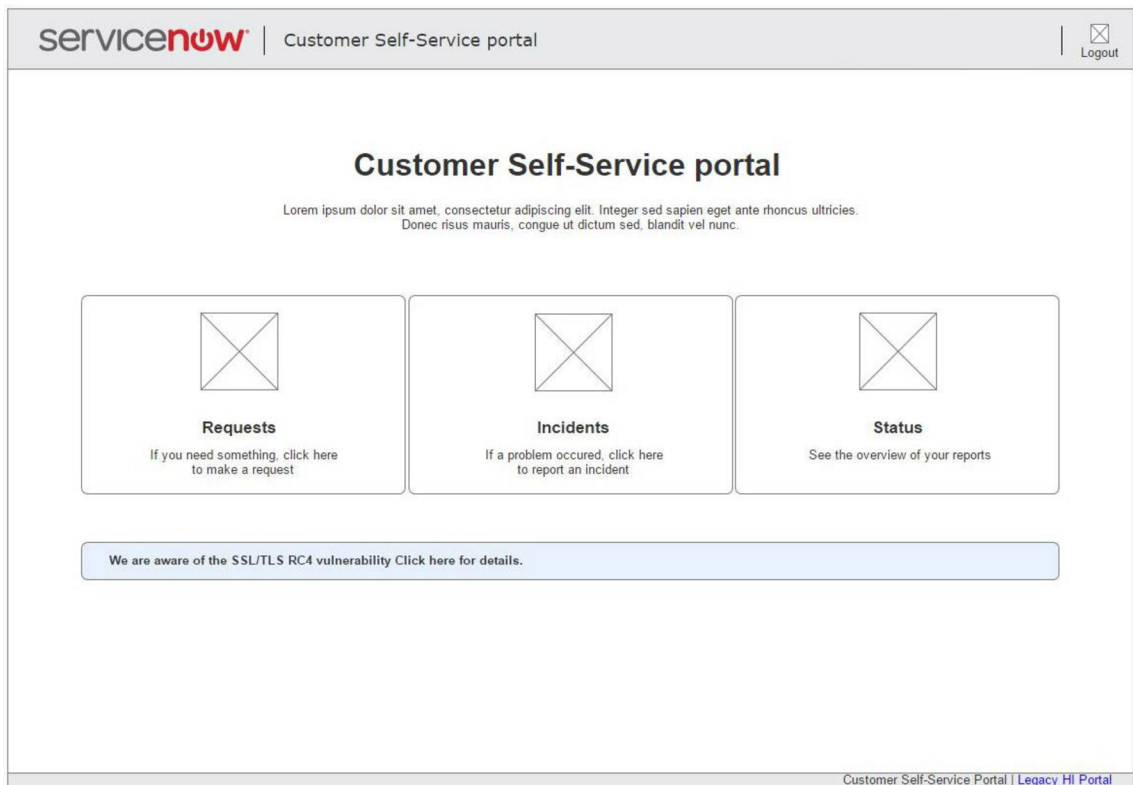 servicenow Customer Self-Service portal
Logout
Customer Self-Service portal
Lorem ipsum dolor sit amet, consectetur adipiscing elit. Integer sed sapien eget ante rhoncus ultricies.
Donec risus mauris, congue ut dictum sed, blandit vel nunc.
Requests
If you need something, click here
to make a request
Incidents
If a problem occured, click here
to report an incident
Status
See the overview of your reports
We are aware of the SSL/TLS RC4 vulnerability Click here for details.
Customer Self-Service Portal | Legacy HI Portal